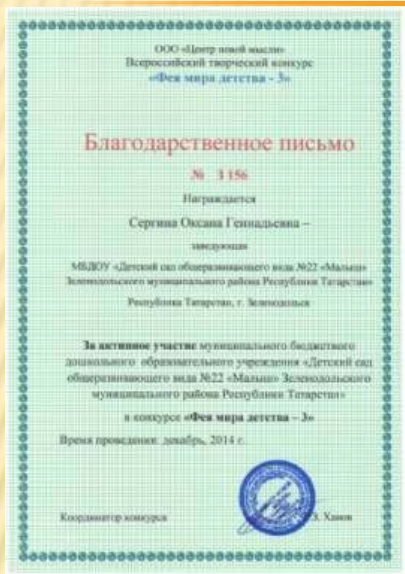 ООО «Центр новой мысли»
Всероссийский творческий конкурс
«Фея мира детства - 3»
Благодарственное письмо
№ 1156
Награждается
Сергина Оксана Геннадьевна –
заведующая
МБДОУ «Детский сад общеразвивающего вида №22 «Малыш»
Зеленодольского муниципального района Республики Татарстан»
Республика Татарстан, г. Зеленодольск
За активное участие муниципального бюджетного
дошкольного образовательного учреждения «Детский сад
общеразвивающего вида №22 «Малыш» Зеленодольского
муниципального района Республики Татарстан»
в конкурсе «Фея мира детства – 3»
Время проведения: декабрь, 2014 г.
Координатор конкурса Ханов